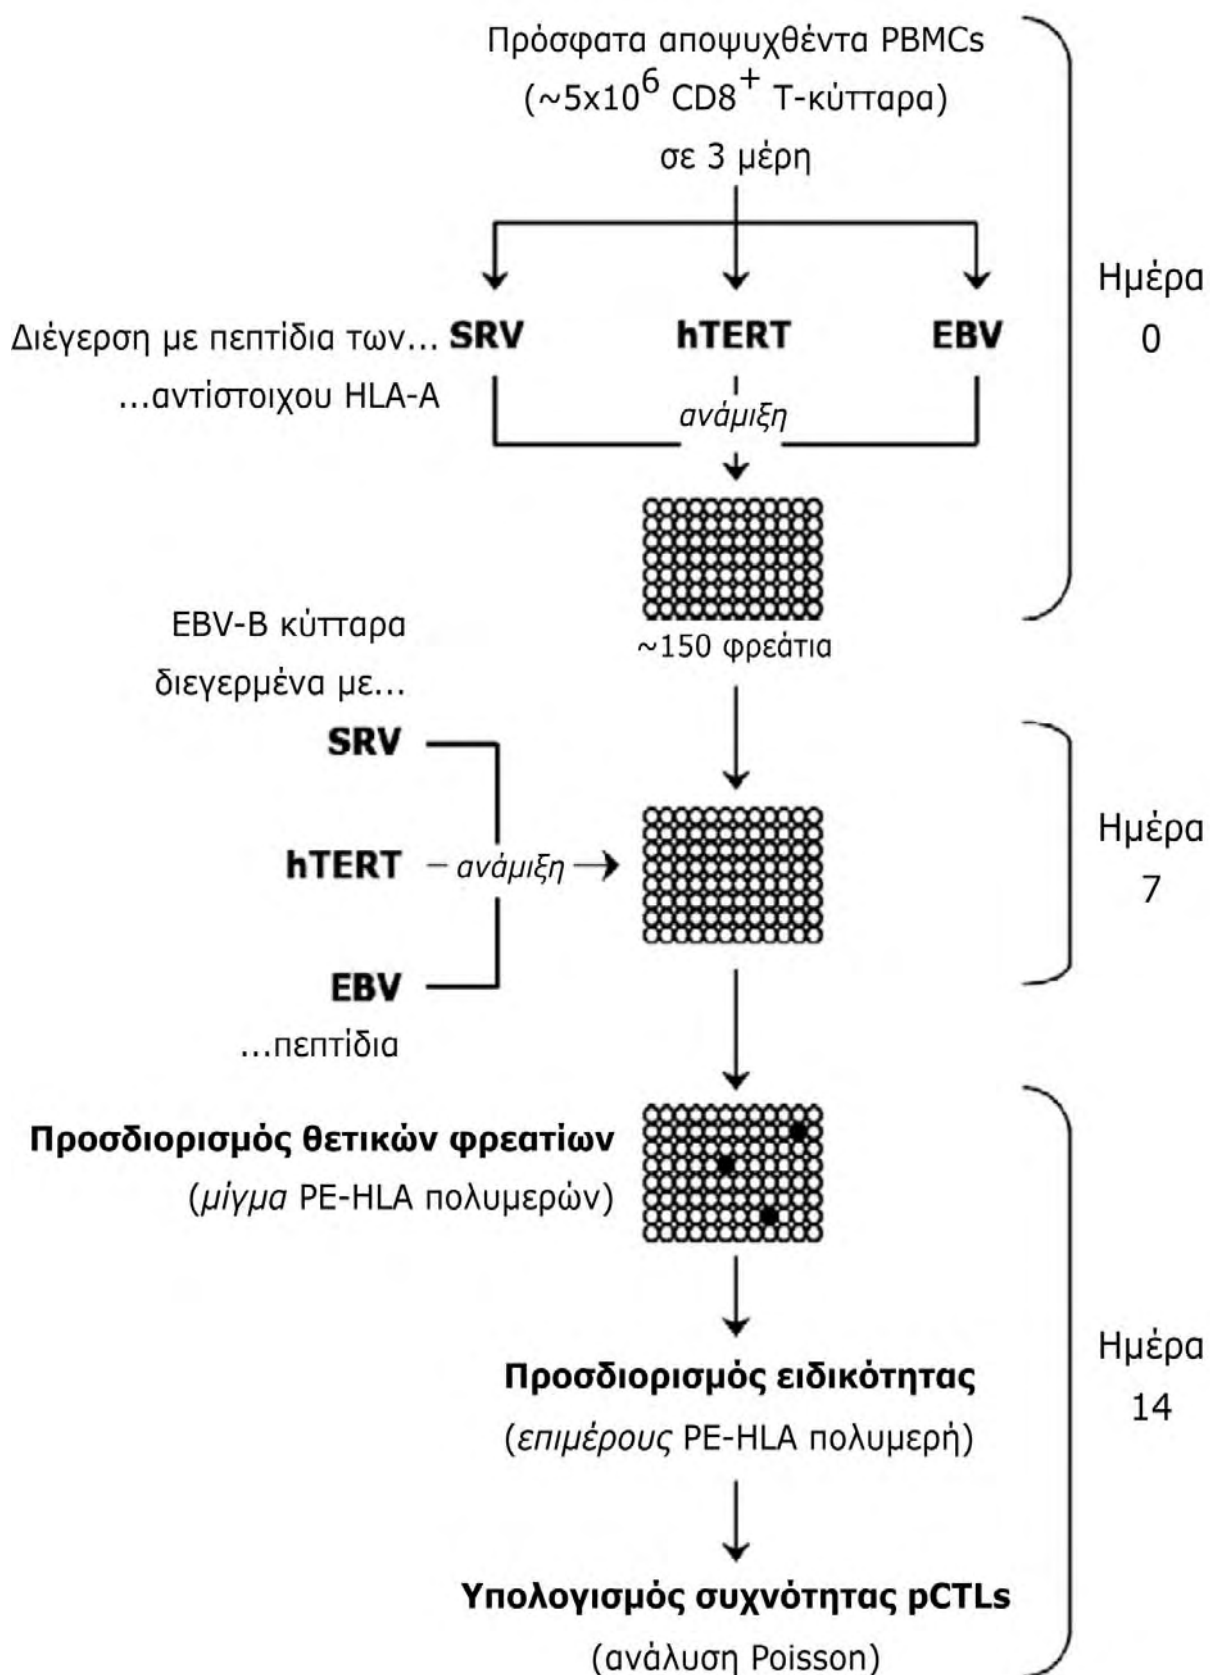 Πρόσφατα αποψυχθέντα PBMCs
(~5x10⁶ CD8⁺ Τ-κύτταρα)
σε 3 μέρη
Ημέρα
0
Διέγερση με πεπτίδια των... SRV hTERT EBV
...αντίστοιχου HLA-A
ανάμιξη
~150 φρεάτια
EBV-B κύτταρα
διεγερμένα με...
SRV
hTERT
ανάμιξη
EBV
...πεπτίδια
Ημέρα
7
Προσδιορισμός θετικών φρεατίων
(μίγμα PE-HLA πολυμερών)
Προσδιορισμός ειδικότητας
(επιμέρους PE-HLA πολυμερή)
Ημέρα
14
Υπολογισμός συχνότητας pCTLs
(ανάλυση Poisson)